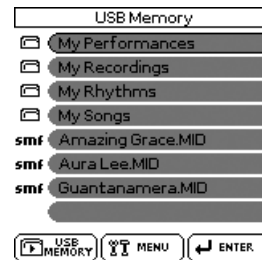 USB Memory
My Performances
My Recordings
My Rhythms
My Songs
smf Amazing Grace.MID
smf Aura Lee.MID
smf Guantanamera.MID
USB MEMORY MENU ENTER